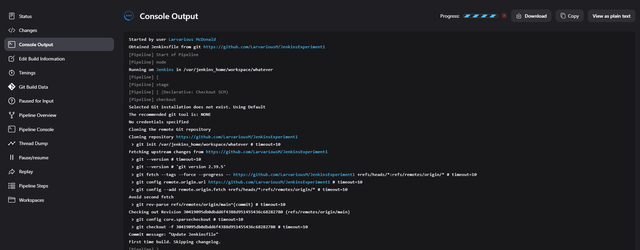 Status
Changes
Console Output
Edit Build Information
Timings
Git Build Data
Paused for Input
Pipeline Overview
Pipeline Console
Thread Dump
Pause/resume
Replay
Pipeline Steps
Workspaces
Console Output
Progress:
Download
Copy
View as plain text
Started by user Larvarious McDonald
Obtained Jenkinsfile from git https://github.com/LarvariousM/JenkinsExperiment1
[Pipeline] Start of Pipeline
[Pipeline] node
Running on Jenkins in /var/jenkins_home/workspace/whatever
[Pipeline] {
[Pipeline] stage
[Pipeline] { (Declarative: Checkout SCM)
[Pipeline] checkout
Selected Git installation does not exist. Using Default
The recommended git tool is: NONE
No credentials specified
Cloning the remote Git repository
Cloning repository https://github.com/LarvariousM/JenkinsExperiment1
> git init /var/jenkins_home/workspace/whatever # timeout=10
Fetching upstream changes from https://github.com/LarvariousM/JenkinsExperiment1
> git --version # timeout=10
> git --version # 'git version 2.39.5'
> git fetch --tags --force --progress -- https://github.com/LarvariousM/JenkinsExperiment1 +refs/heads/*:refs/remotes/origin/* # timeout=10
> git config remote.origin.url https://github.com/LarvariousM/JenkinsExperiment1 # timeout=10
> git config --add remote.origin.fetch +refs/heads/*:refs/remotes/origin/* # timeout=10
Avoid second fetch
> git rev-parse refs/remotes/origin/main^{commit} # timeout=10
Checking out Revision (refs/remotes/origin/main)
> git config core.sparsecheckout # timeout=10
> git checkout -f # timeout=10
Commit message: "Update Jenkinsfile"
First time build. Skipping changelog.